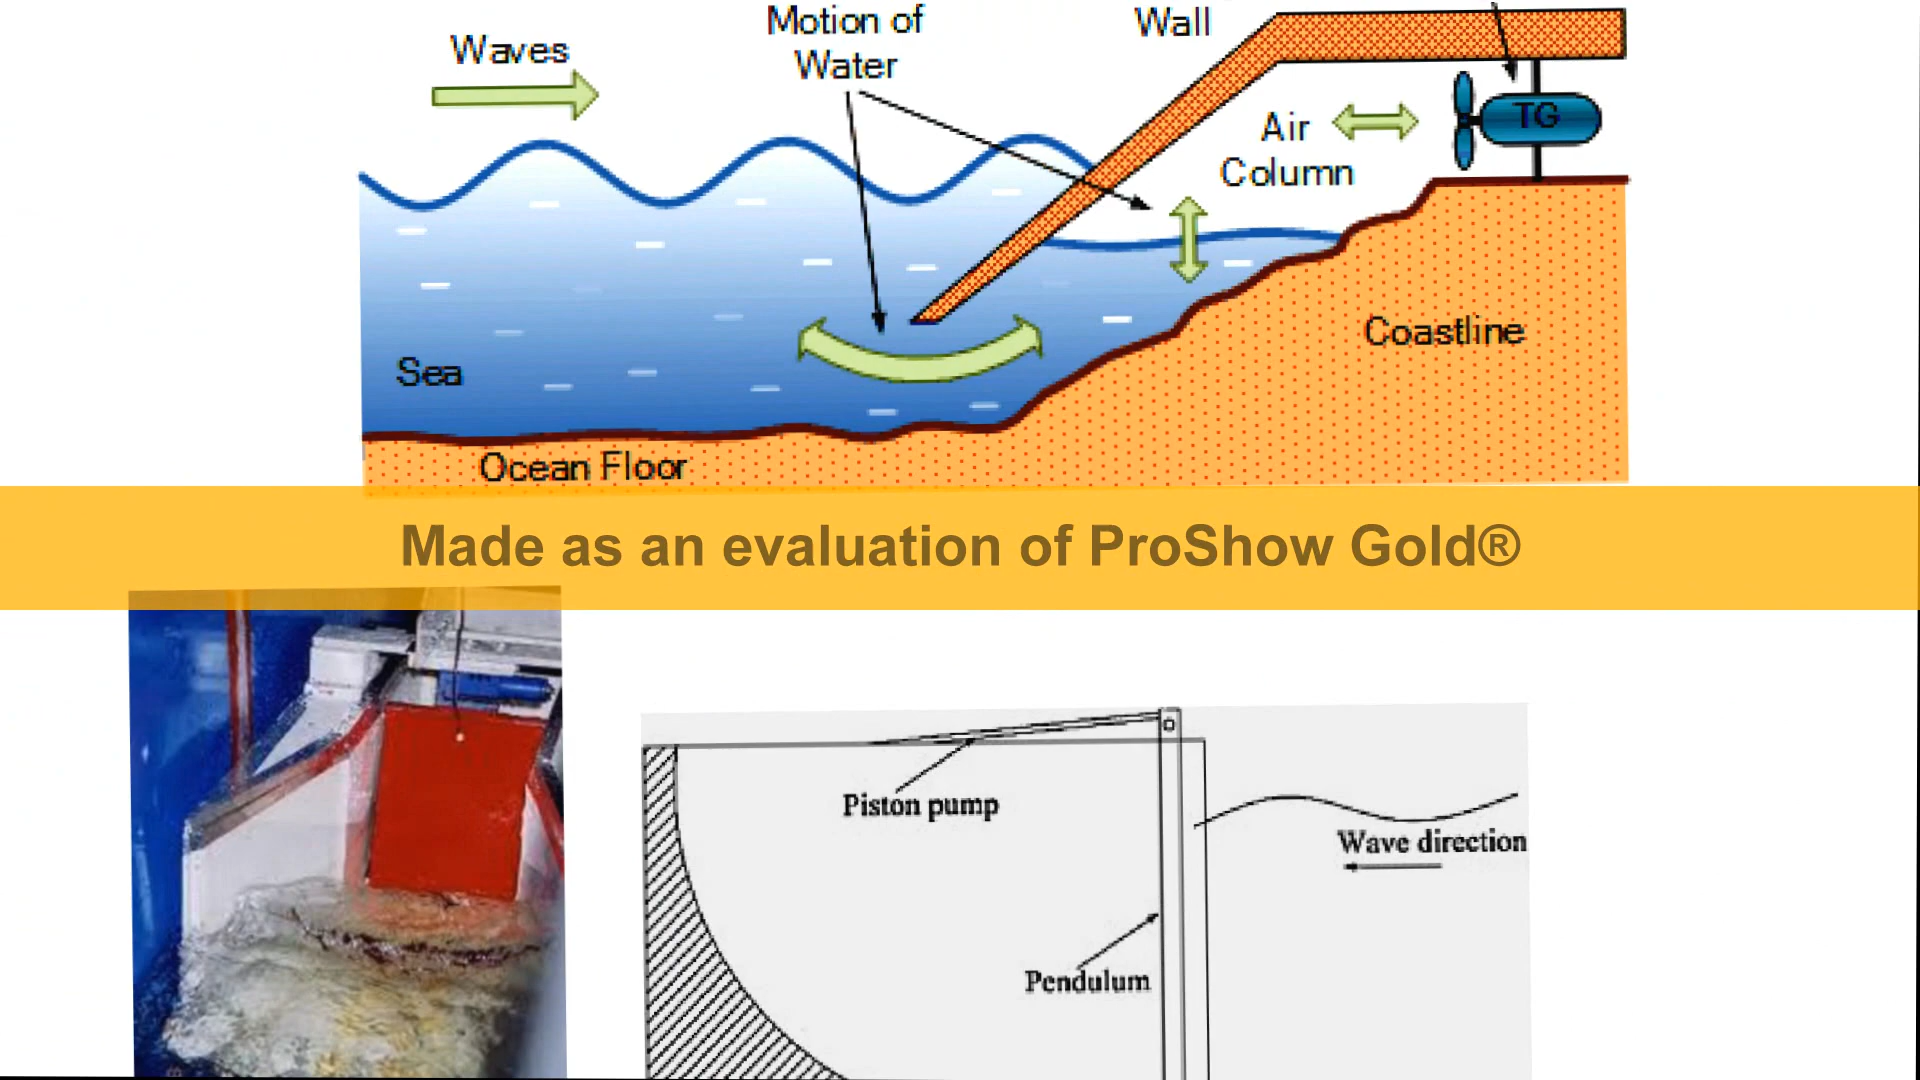 Waves
Motion of
Water
Wall
Air
Column
TG
Sea
Coastline
Ocean Floor
Made as an evaluation of ProShow Gold®
Piston pump
Wave direction
Pendulum